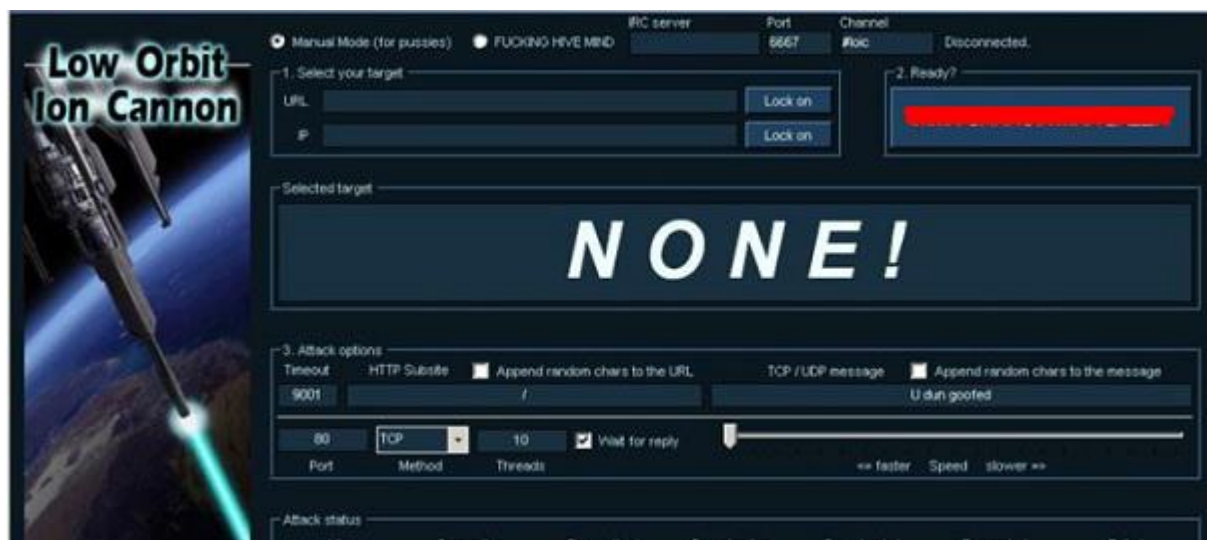 Low Orbit
Ion Cannon
IRC server Port Channel
Manual Mode (for pussies) FUCKING HIVE MIND 6667 #loic Disconnected.
1. Select your target
URL Lock on
IP Lock on
2. Ready?
Selected target
NONE!
3. Attack options
Timeout HTTP Subsite Append random chars to the URL TCP / UDP message Append random chars to the message
9001 / U dun goofed
80 TCP 10 Wait for reply
Port Method Threads <= faster Speed slower =>
Attack status